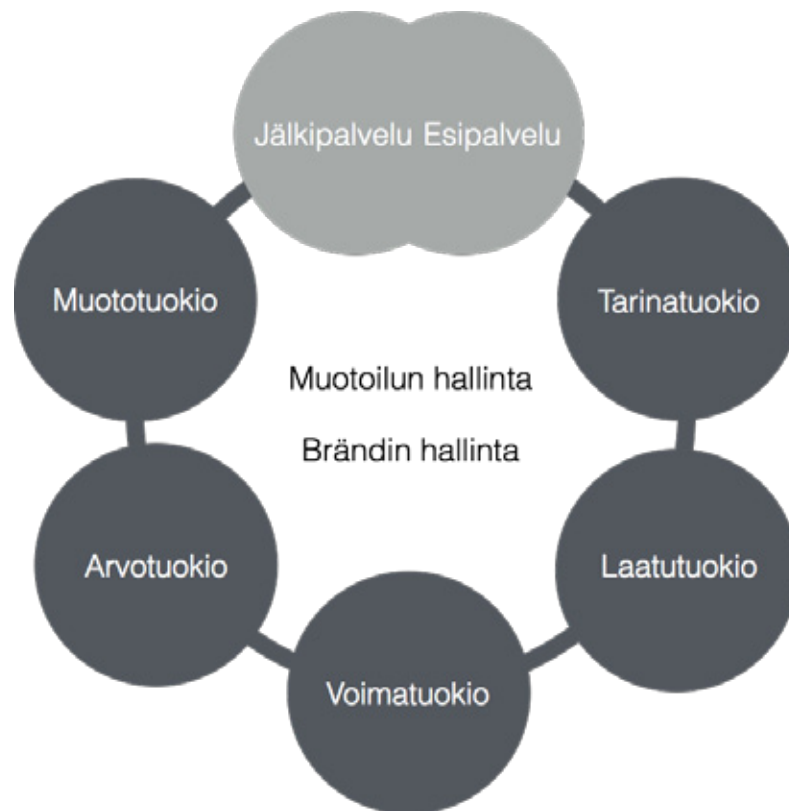 Jälkipalvelu Esipalvelu
Muototuokio
Tarinatuokio
Muotoilun hallinta
Brändin hallinta
Arvotuokio
Laatutuokio
Voimatuokio